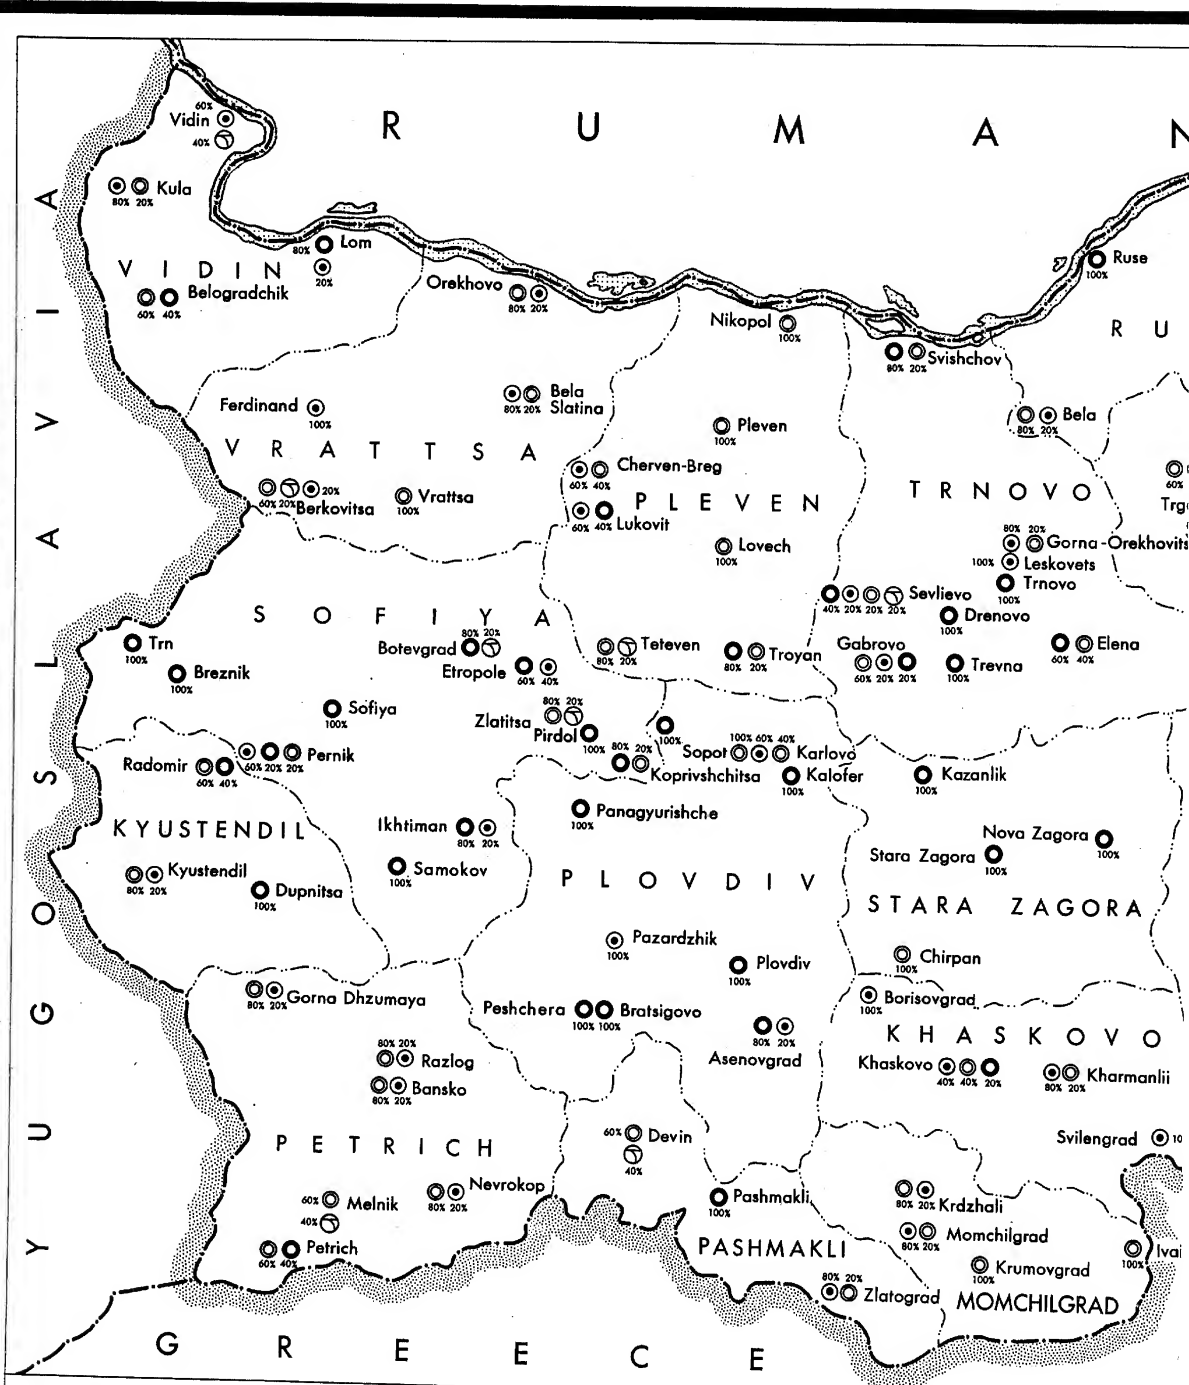 R U M A N
60%
Vidin
40%
Kula
80% 20%
V I D I N
80%
Lom
20%
Belogradchik
60% 40%
Orekhovo
80% 20%
Nikopol
100%
Ruse
100%
R U
80% 20% Svishchov
Ferdinand
100%
Bela
Slatina
80% 20%
Pleven
100%
Bela
80% 20%
V R A T T S A
Cherven-Breg
60% 40%
60%
60% 20% 20%
Berkovitsa
Vrattsa
100%
P L E V E N
T R N O V O
60% 40% Lukovit
Lovech
100%
80% 20%
Gorna-Orekhovits
100% Leskovets
Trnovo
100%
Sevlievo
40% 20% 20% 20%
Drenovo
100%
S O F I Y A
Trn
100%
Breznik
100%
80% 20%
Botevgrad
Etropole
60% 40%
Teteven
80% 20%
Troyan
80% 20%
Gabrovo
60% 20% 20%
Trevna
100%
Elena
60% 40%
Sofiya
100%
80% 20%
Zlatitsa
Pirdol
100%
100%
100% 60% 40%
Sopot Karlovo
80% 20%
Koprivshchitsa
Kalofer
100%
Kazanlik
100%
Pernik
60% 20% 20%
Radomir
60% 40%
Panagyurishche
100%
KYUSTENDIL
Ikhtiman
80% 20%
Nova Zagora
100%
Stara Zagora
100%
Kyustendil
80% 20%
Dupnitsa
100%
Samokov
100%
P L O V D I V
STARA ZAGORA
Pazardzhik
100%
Plovdiv
100%
Chirpan
100%
Gorna Dhzumaya
80% 20%
Peshchera Bratsigovo
100% 100%
Borisovgrad
100%
K H A S K O V O
80% 20%
Razlog
Bansko
80% 20%
80% 20%
Asenovgrad
Khaskovo
40% 40% 20%
Kharmanlii
80% 20%
P E T R I C H
60% Devin
40%
Svilengrad 10
60% Melnik
40%
Nevrokop
80% 20%
Pashmakli
100%
80% 20% Krdzhali
Petrich
60% 40%
PASHMAKLI
Momchilgrad
80% 20%
Krumovgrad
100%
Ivai
100%
80% 20%
Zlatograd
MOMCHILGRAD
G R E E C E
Y U G O S L A V I A